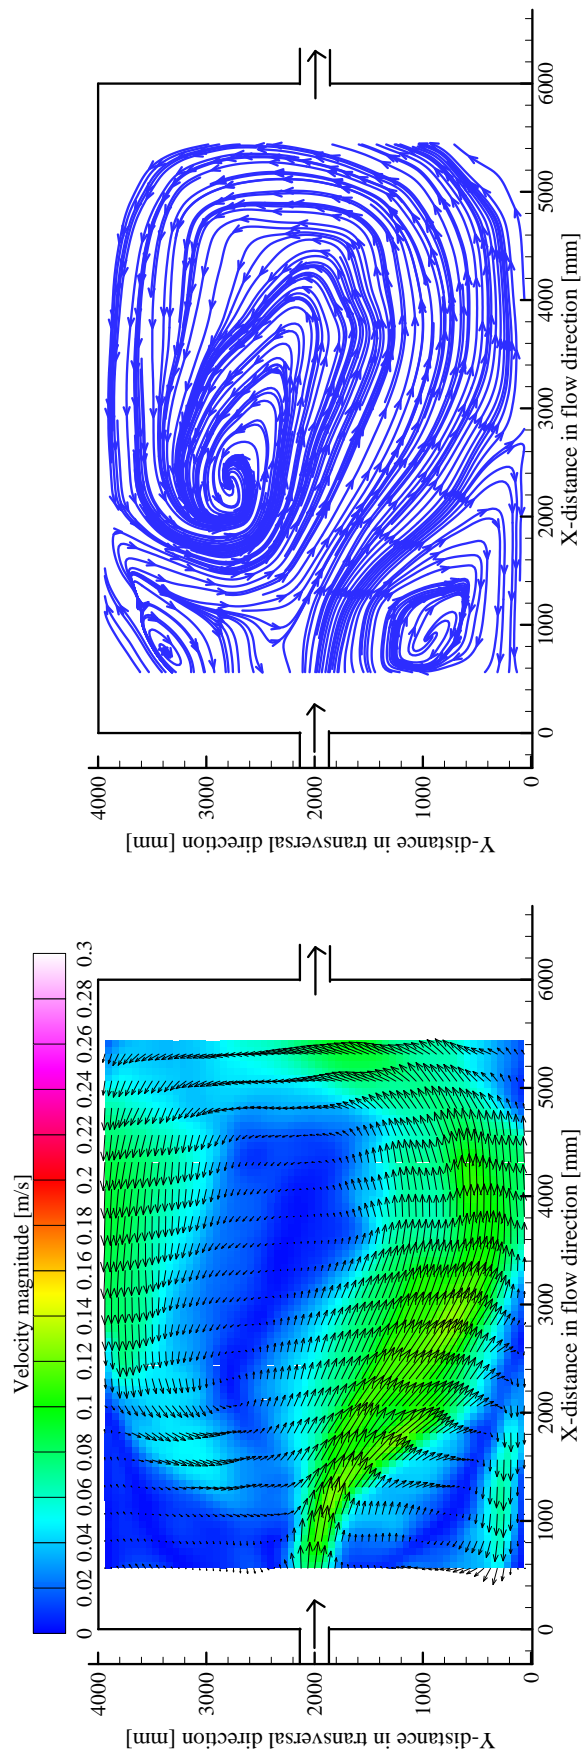 Velocity magnitude [m/s]
0 0.02 0.04 0.06 0.08 0.1 0.12 0.14 0.16 0.18 0.2 0.22 0.24 0.26 0.28 0.3
Y-distance in transversal direction [mm]
4000
3000
2000
1000
0
0 1000 2000 3000 4000 5000 6000
X-distance in flow direction [mm]
Y-distance in transversal direction [mm]
4000
3000
2000
1000
0
0 1000 2000 3000 4000 5000 6000
X-distance in flow direction [mm]